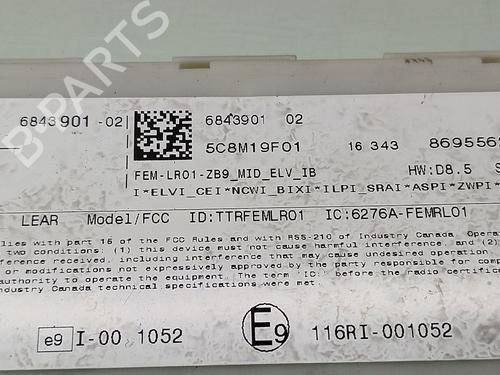 6843901 - 02 6843901 02
5C8M19F01 16 343 869556
FEM-LR01-ZB9_MID_ELV_IB HW:D8.5
I*ELVI_CEI*NCWI_BIXI*ILPI_SRAI*ASPI*ZWPI*
LEAR Model/FCC ID:TTRFEMLR01 IC:6276A-FEMRL01
lies with part 16 of the FCC Rules and with RSS-210 of Industry Canada. Operat
two conditions: (1) this device must not cause harmful interference, and (2)
ference received, including interference that may cause undesired operation
or modifications not expressively approved by the party responsible for comp
authority to operate the equipment. The term 'IC:' before the radio certificat
ndustry Canada technical specifications were met.
e9 I-00 1052 E9 116RI-001052
B-PARTS